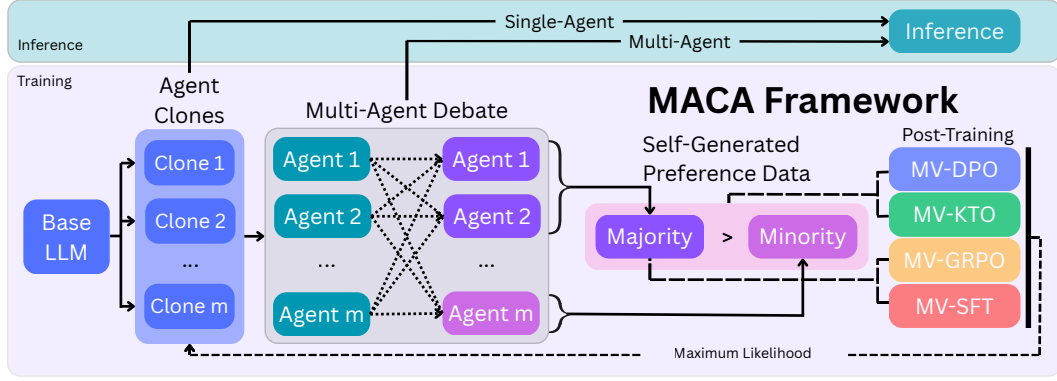 Single-Agent
Multi-Agent
Inference
Inference
Training
Agent
Clones
Multi-Agent Debate
MACA Framework
Self-Generated
Preference Data
Post-Training
Base
LLM
Clone 1
Clone 2
...
Clone m
Agent 1
Agent 2
...
Agent m
Agent 1
Agent 2
...
Agent m
Majority
>
Minority
MV-DPO
MV-KTO
MV-GRPO
MV-SFT
Maximum Likelihood